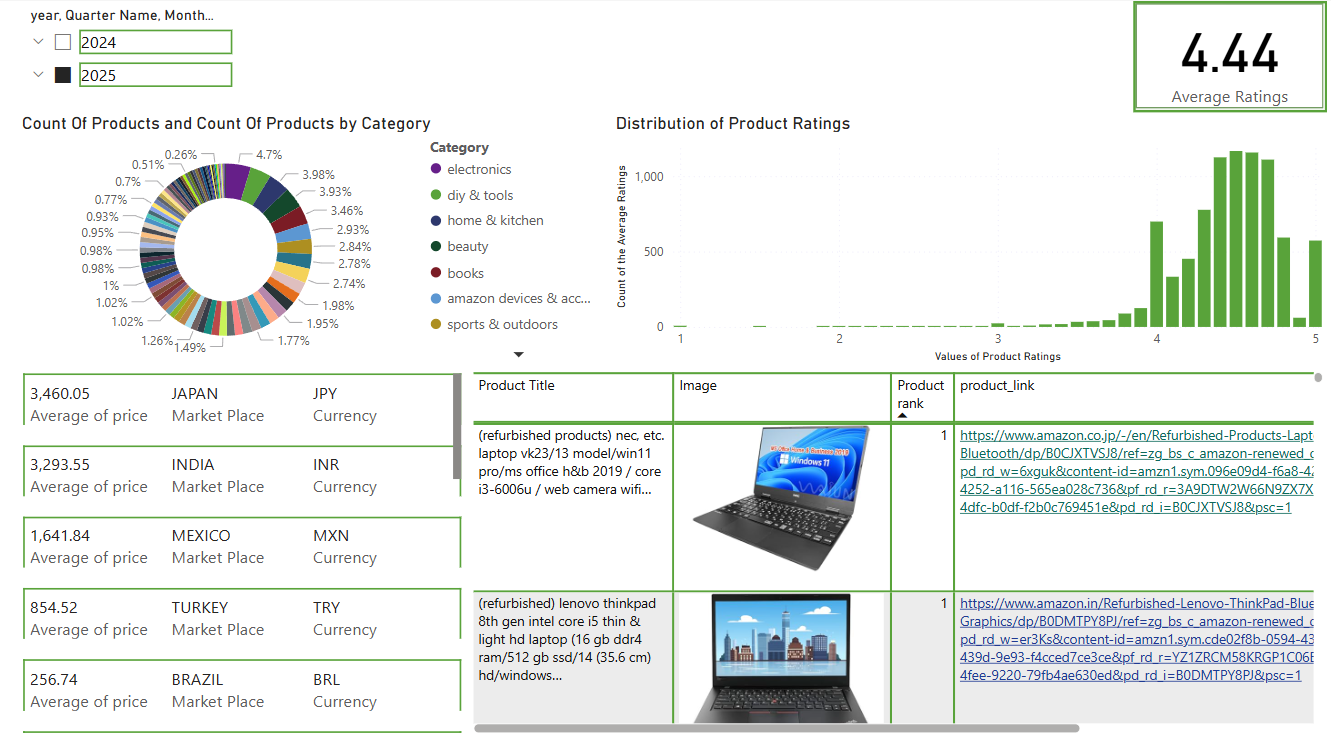 year, Quarter Name, Month...
2024
2025
4.44
Average Ratings
Count Of Products and Count Of Products by Category
0.26%
4.7%
0.51%
3.98%
0.7%
3.93%
0.77%
3.46%
0.93%
2.93%
0.95%
2.84%
0.98%
2.78%
0.98%
2.74%
1%
1.98%
1.02%
1.95%
1.02%
1.77%
1.26%
1.49%
Category
electronics
diy & tools
home & kitchen
beauty
books
amazon devices & acc...
sports & outdoors
Distribution of Product Ratings
Count of the Average Ratings
1,000
500
0
1
2
3
4
5
Values of Product Ratings
3,460.05 JAPAN JPY
Average of price Market Place Currency
3,293.55 INDIA INR
Average of price Market Place Currency
1,641.84 MEXICO MXN
Average of price Market Place Currency
854.52 TURKEY TRY
Average of price Market Place Currency
256.74 BRAZIL BRL
Average of price Market Place Currency
Product Title
Image
Product
rank
product_link
(refurbished products) nec, etc.
laptop vk23/13 model/win11
pro/ms office h&b 2019 / core
i3-6006u / web camera wifi...
MS Office Home & Business 2019
Windows 11
1
https://www.amazon.co.jp/-/en/Refurbished-Products-Lapt
Bluetooth/dp/B0CJXTVSJ8/ref=zg_bs_c_amazon-renewed_c
pd_rd_w=6xguk&content-id=amzn1.sym.096e09d4-f6a8-42
4252-a116-565ea028c736&pf_rd_r=3A9DTW2W66N9ZX7X
4dfc-b0df-f2b0c769451e&pd_rd_i=B0CJXTVSJ8&psc=1
(refurbished) lenovo thinkpad
8th gen intel core i5 thin &
light hd laptop (16 gb ddr4
ram/512 gb ssd/14 (35.6 cm)
hd/windows...
1
https://www.amazon.in/Refurbished-Lenovo-ThinkPad-Blue
Graphics/dp/B0DMTPY8PJ/ref=zg_bs_c_amazon-renewed_c
pd_rd_w=er3Ks&content-id=amzn1.sym.cde02f8b-0594-43
439d-9e93-f4cced7ce3ce&pf_rd_r=YZ1ZRCM58KRGP1C06E
4fee-9220-79fb4ae630ed&pd_rd_i=B0DMTPY8PJ&psc=1